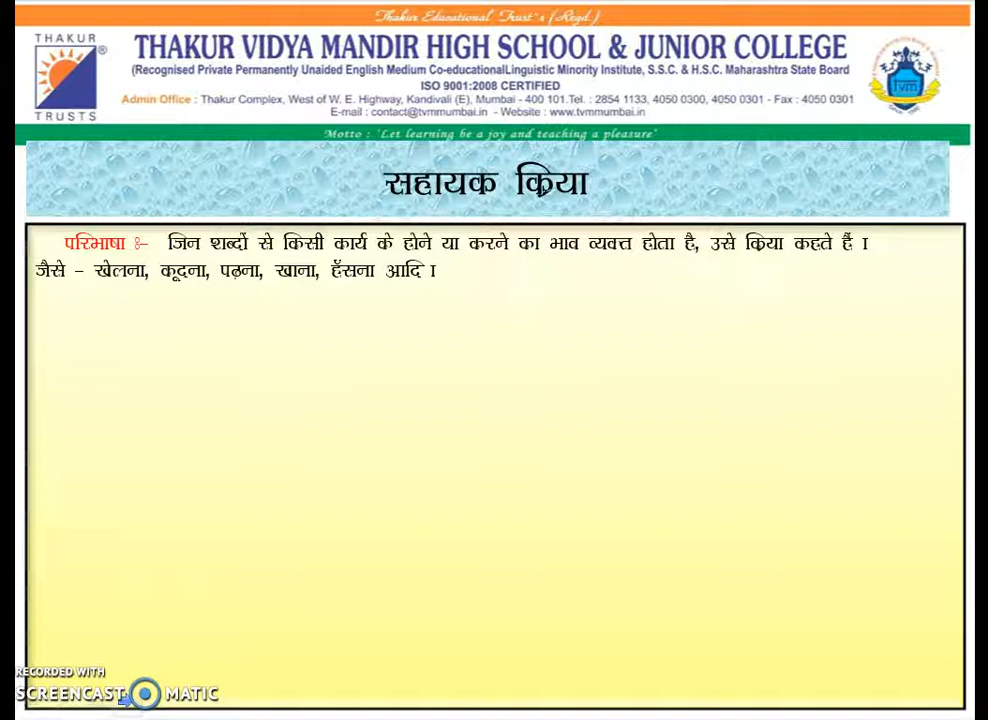 Thakur Educational Trust's (Regd.)
THAKUR
TRUSTS
®
THAKUR VIDYA MANDIR HIGH SCHOOL & JUNIOR COLLEGE
(Recognised Private Permanently Unaided English Medium Co-educationalLinguistic Minority Institute, S.S.C. & H.S.C. Maharashtra State Board
ISO 9001:2008 CERTIFIED
Admin Office : Thakur Complex, West of W. E. Highway, Kandivali (E), Mumbai - 400 101.Tel. : 2854 1133, 4050 0300, 4050 0301 - Fax : 4050 0301
E-mail : contact@tvmmumbai.in - Website : www.tvmmumbai.in
tvm
Motto : "Let learning be a joy and teaching a pleasure"
सहायक क्रिया
परिभाषा :- जिन शब्दों से किसी कार्य के होने या करने का भाव व्यक्त होता है, उसे क्रिया कहते हैं ।
जैसे - खेलना, कूदना, पढ़ना, खाना, हँसना आदि ।
RECORDED WITH
SCREENCAST MATIC